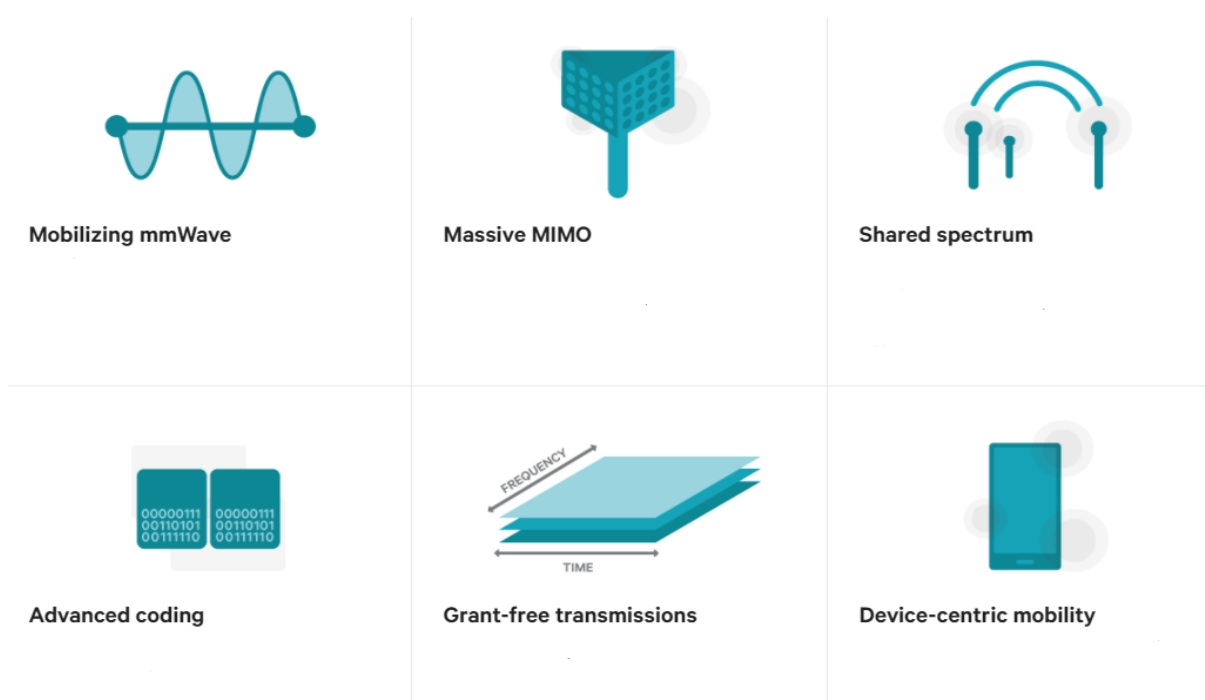 Mobilizing mmWave
Massive MIMO
Shared spectrum
00000111
00110101
00111110
00000111
00110101
00111110
FREQUENCY
TIME
Advanced coding
Grant-free transmissions
Device-centric mobility